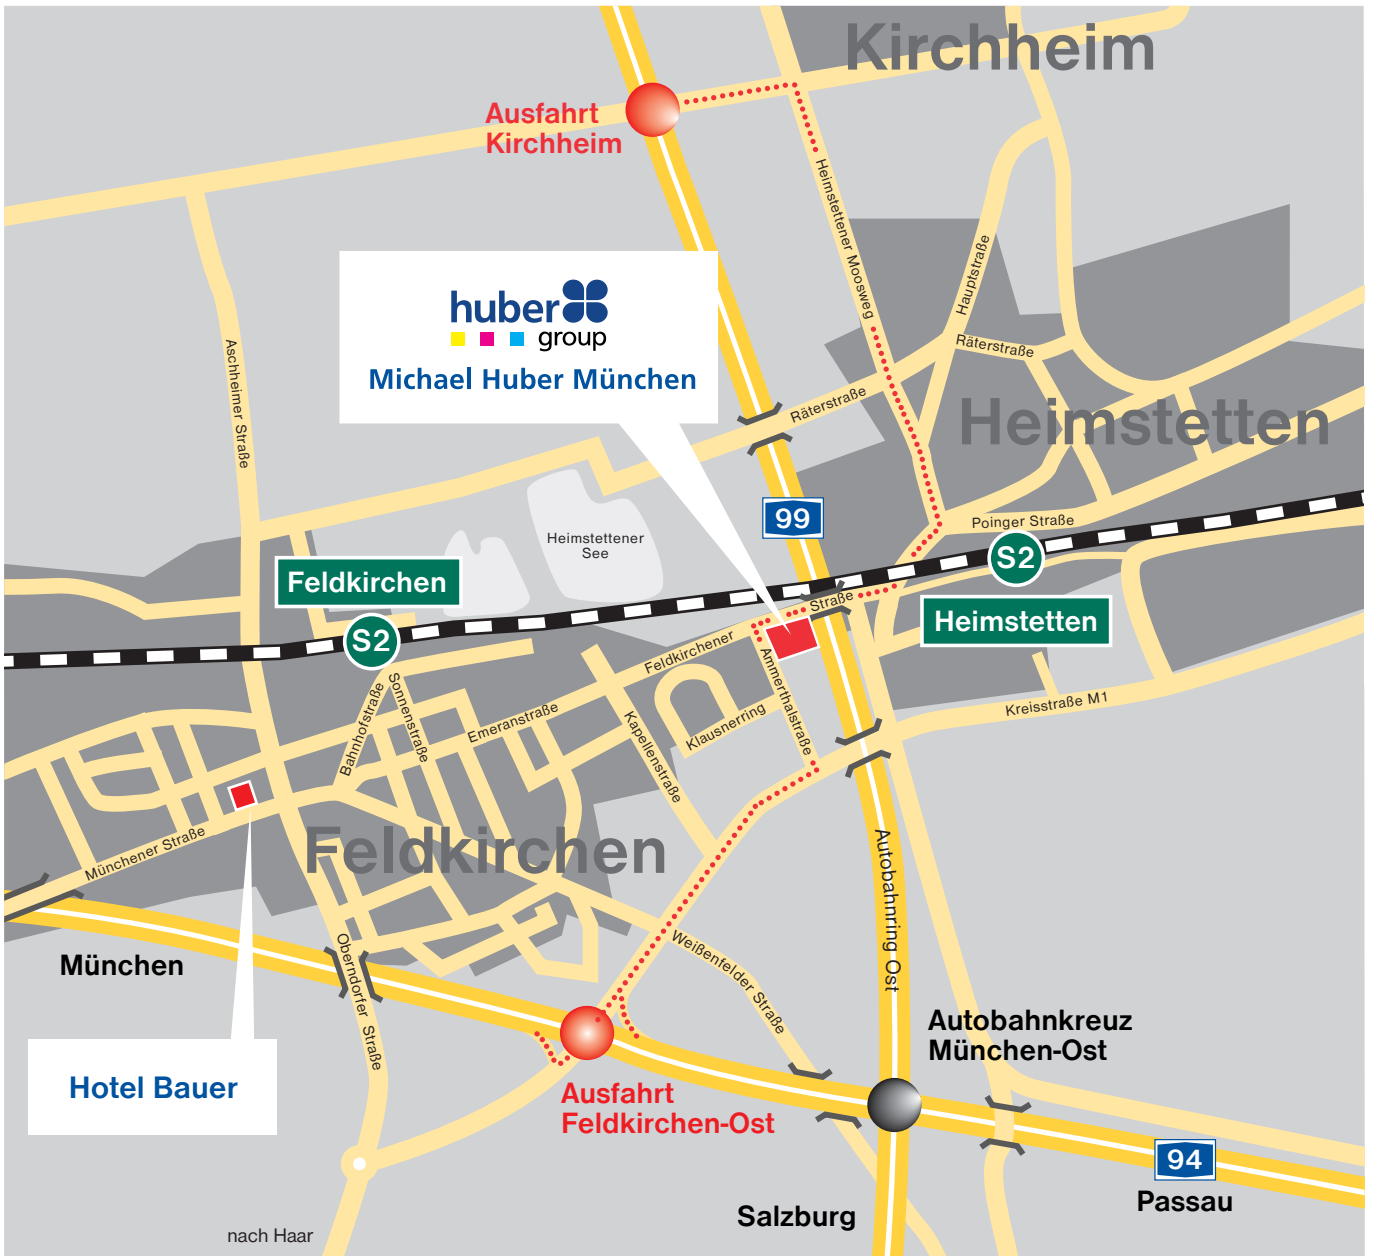 Kirchheim
Ausfahrt
Kirchheim
Heimstettener Moosweg
Hauptstraße
huber
group
Michael Huber München
Aschheimer Straße
Räterstraße
Räterstraße
Heimstetten
99
Poinger Straße
Heimstettener
See
S2
Feldkirchen
S2
Heimstetten
Feldkirchener
Straße
Ammerthalstraße
Bahnhofstraße
Sonnenstraße
Emeranstraße
Kapellenstraße
Klausnerring
Kreisstraße M1
Münchener Straße
Feldkirchen
Autobahnring Ost
München
Oberndorfer Straße
Weißenfelder Straße
Autobahnkreuz
München-Ost
Hotel Bauer
Ausfahrt
Feldkirchen-Ost
94
Passau
Salzburg
nach Haar